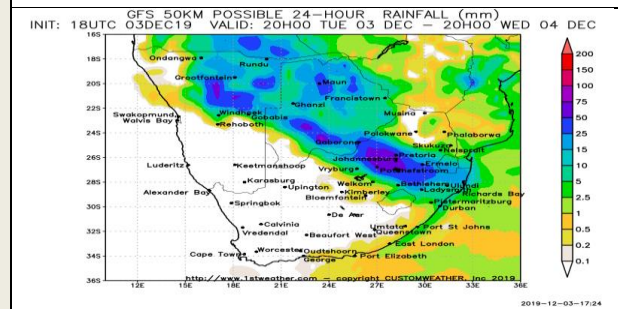 GFS 50KM POSSIBLE 24-HOUR RAINFALL (mm)
INIT: 18UTC 03DEC19 VALID: 20H00 TUE 03 DEC - 20H00 WED 04 DEC
16S
Ondangwa
Rundu
18S
Grootfontein
Maun
20S
Francistown
Ghanzi
22S
Musina
Swakopmund
Windhoek
Gobabis
Walvis Bay
Rehoboth
24S
Polokwane
Phalaborwa
Gaborone
Skukuza
Nelspruit
26S
Johannesburg
Pretoria
Luderitz
Keetmanshoop
Vryburg
Potchefstroom
Ermelo
28S
Karasburg
Upington
Welkom
Bethlehem
Ulundi
Alexander Bay
Kimberley
Ladysmith
Richards Bay
Springbok
Bloemfontein
Pietermaritzburg
30S
Durban
De Aar
32S
Calvinia
Umtata
Port St Johns
Vredendal
Beaufort West
Queenstown
East London
34S
Cape Town
Worcester
Oudtshoorn
George
Port Elizabeth
http://www.1stweather.com - copyright CUSTOMWEATHER, Inc 2019
36S
12E 15E 18E 21E 24E 27E 30E 33E 36E
200
150
100
75
50
25
15
10
5
2
1
0.5
0.2
0.1
2019-12-03-17:24